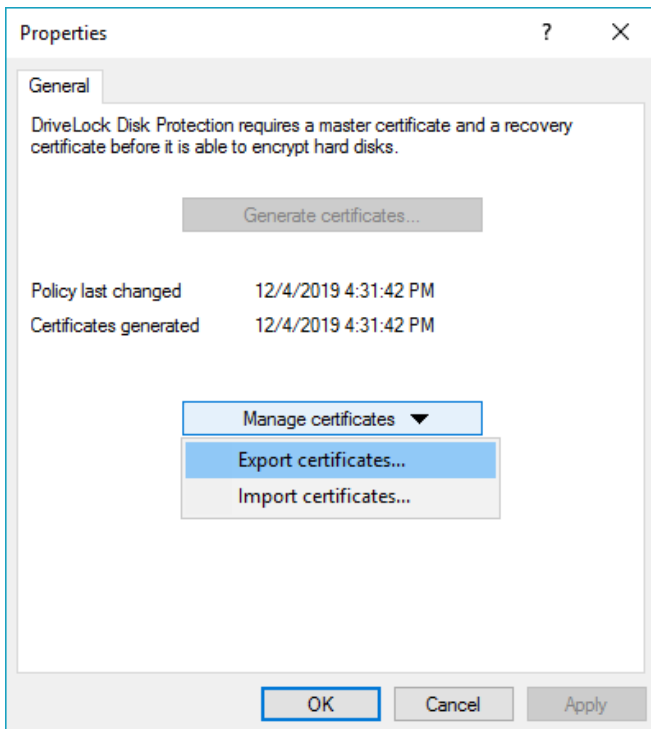 Properties
?
General
DriveLock Disk Protection requires a master certificate and a recovery
certificate before it is able to encrypt hard disks.
Generate certificates...
Policy last changed 12/4/2019 4:31:42 PM
Certificates generated 12/4/2019 4:31:42 PM
Manage certificates
Export certificates...
Import certificates...
OK Cancel Apply